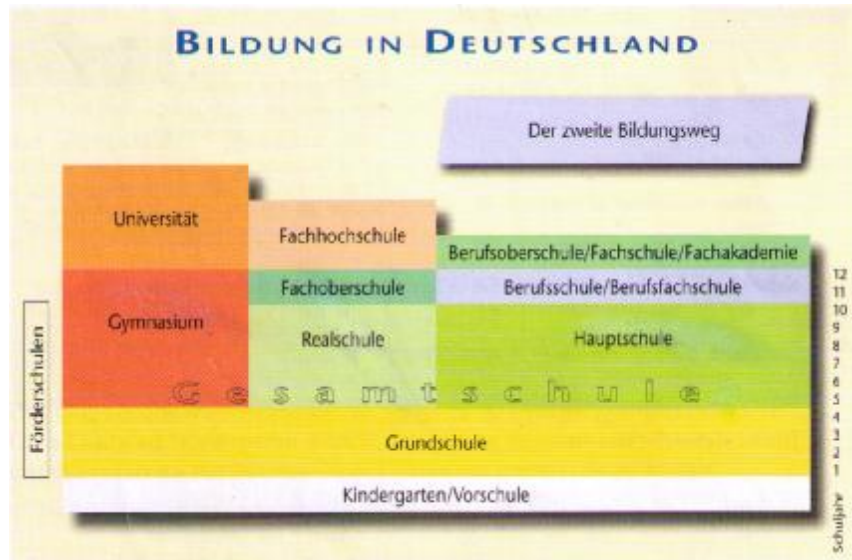 BILDUNG IN DEUTSCHLAND
Der zweite Bildungsweg
Universität
Fachhochschule
Berufsoberschule/Fachschule/Fachakademie
Fachoberschule
Berufsschule/Berufsfachschule
Gymnasium
Realschule
Hauptschule
Gesamtschule
Grundschule
Kindergarten/Vorschule
Förderschulen
12
11
10
9
8
7
6
5
4
3
2
1
Schuljahr